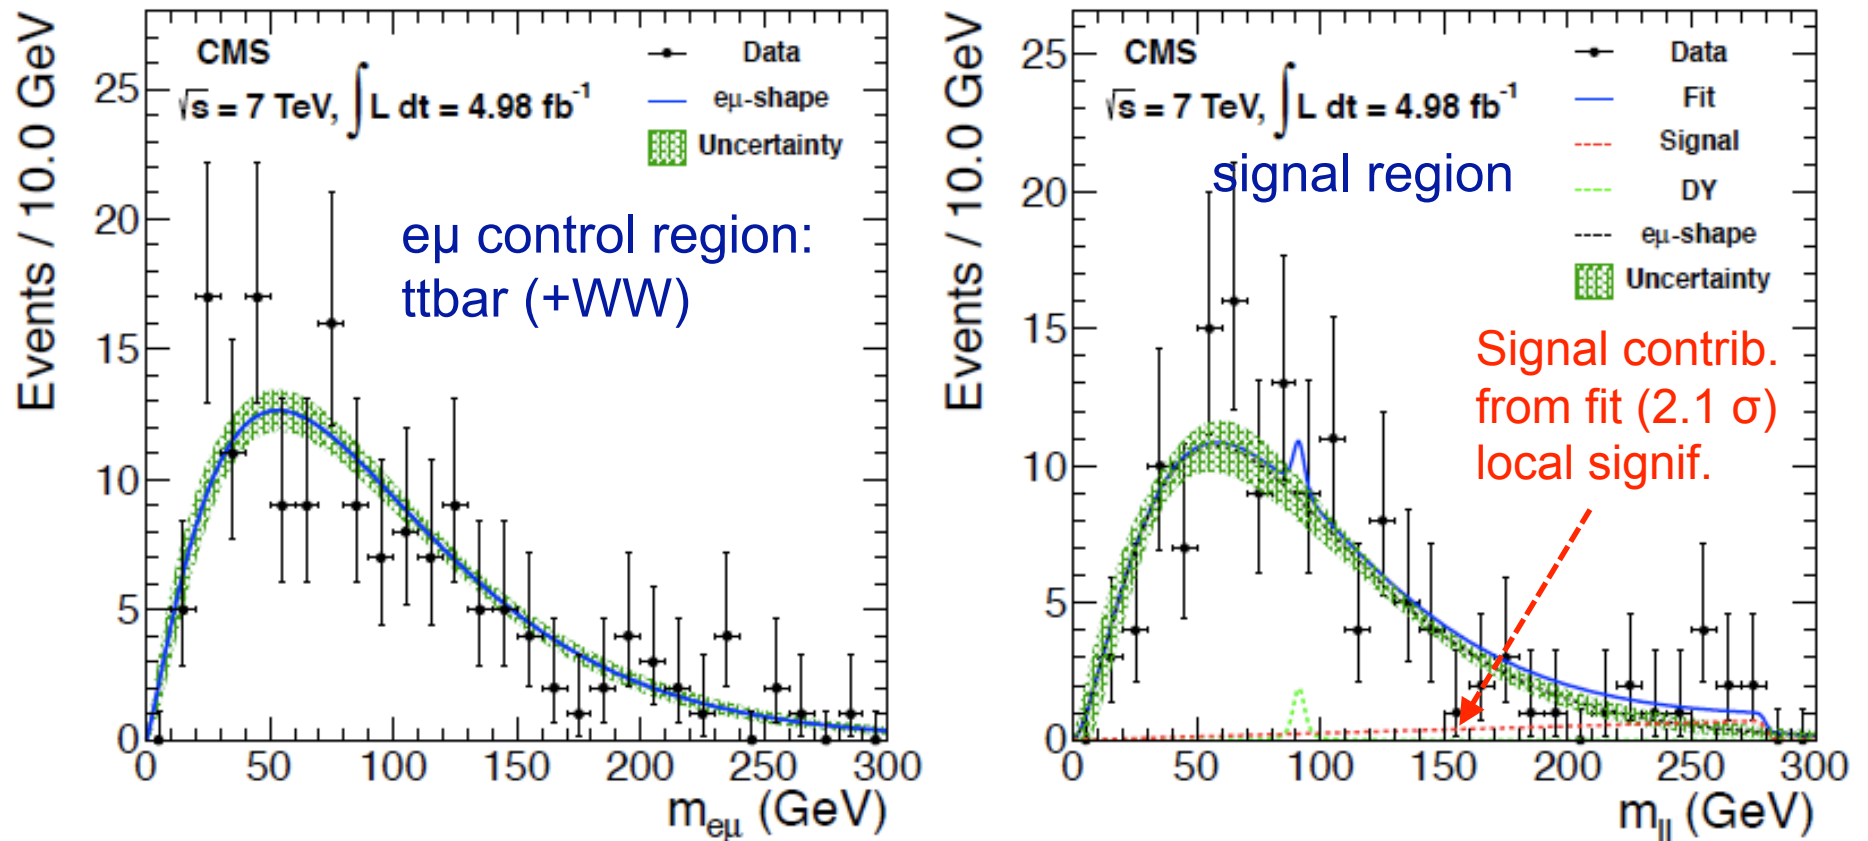 CMS
√s = 7 TeV, ∫ L dt = 4.98 fb⁻¹
Data
eμ-shape
Uncertainty
eμ control region:
ttbar (+WW)
Events / 10.0 GeV
25
20
15
10
5
0
0 50 100 150 200 250 300
m_eμ (GeV)
CMS
√s = 7 TeV, ∫ L dt = 4.98 fb⁻¹
signal region
Data
Fit
Signal
DY
eμ-shape
Uncertainty
Signal contrib.
from fit (2.1 σ)
local signif.
Events / 10.0 GeV
25
20
15
10
5
0
0 50 100 150 200 250 300
m_ll (GeV)